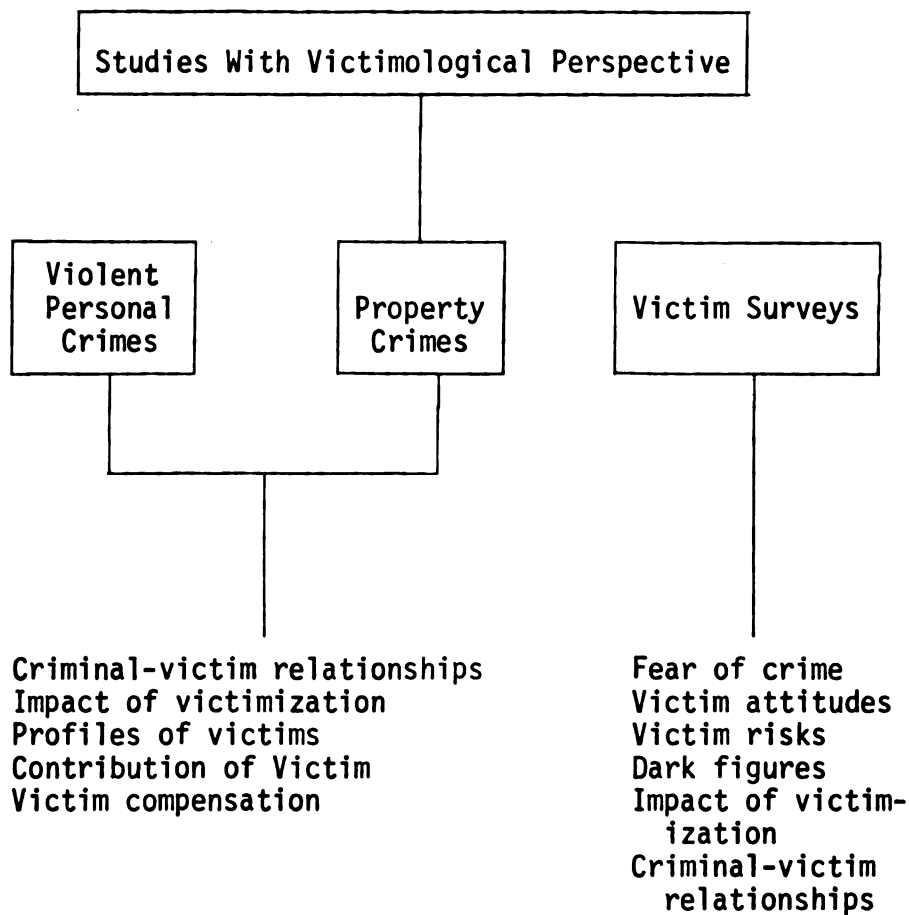 Studies With Victimological Perspective
Violent
Personal
Crimes
Property
Crimes
Victim Surveys
Criminal-victim relationships
Impact of victimization
Profiles of victims
Contribution of Victim
Victim compensation
Fear of crime
Victim attitudes
Victim risks
Dark figures
Impact of victim-
ization
Criminal-victim
relationships